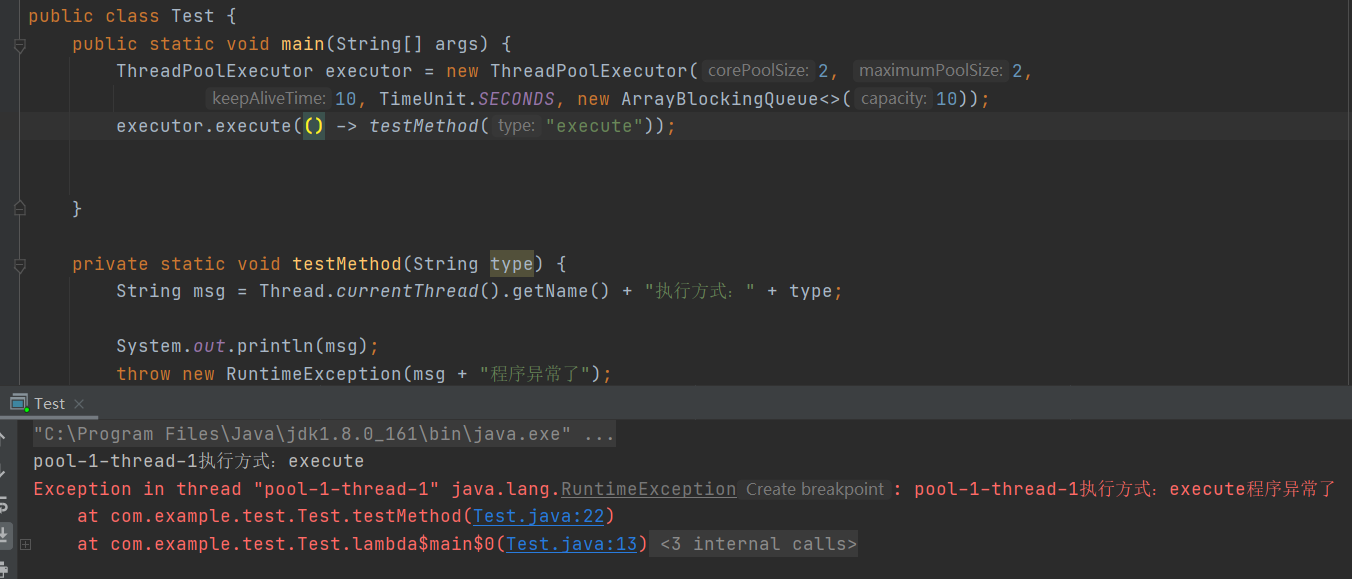 public class Test {
public static void main(String[] args) {
ThreadPoolExecutor executor = new ThreadPoolExecutor( corePoolSize: 2, maximumPoolSize: 2,
keepAliveTime: 10, TimeUnit.SECONDS, new ArrayBlockingQueue<>( capacity: 10));
executor.execute(() -> testMethod( type: "execute"));
}
private static void testMethod(String type) {
String msg = Thread.currentThread().getName() + "执行方式：" + type;
System.out.println(msg);
throw new RuntimeException(msg + "程序异常了");
Test ×
"C:\Program Files\Java\jdk1.8.0_161\bin\java.exe" ...
pool-1-thread-1执行方式：execute
Exception in thread "pool-1-thread-1" java.lang.RuntimeException Create breakpoint : pool-1-thread-1执行方式：execute程序异常了
at com.example.test.Test.testMethod(Test.java:22)
at com.example.test.Test.lambda$main$0(Test.java:13) <3 internal calls>